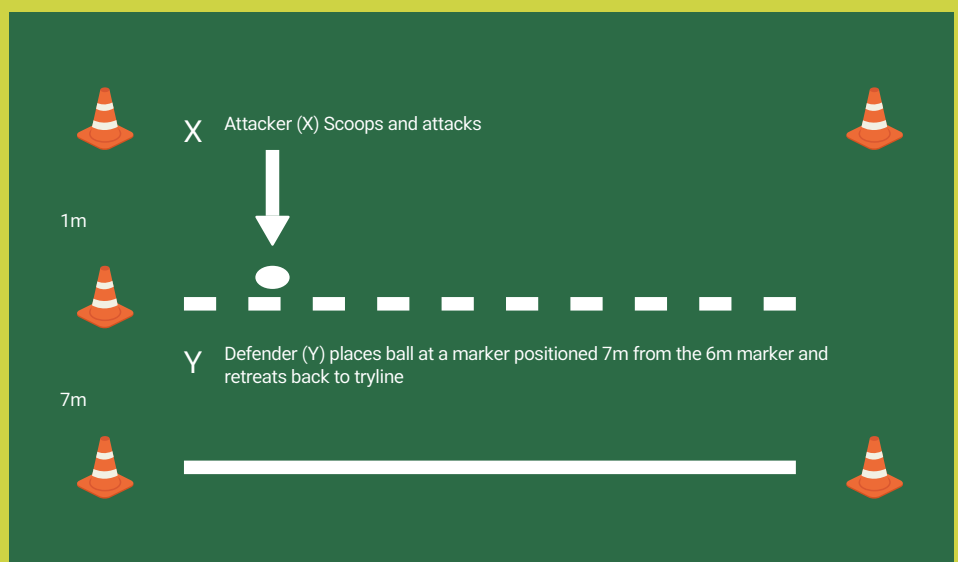 X Attacker (X) Scoops and attacks
1m
Y Defender (Y) places ball at a marker positioned 7m from the 6m marker and
retreats back to tryline
7m